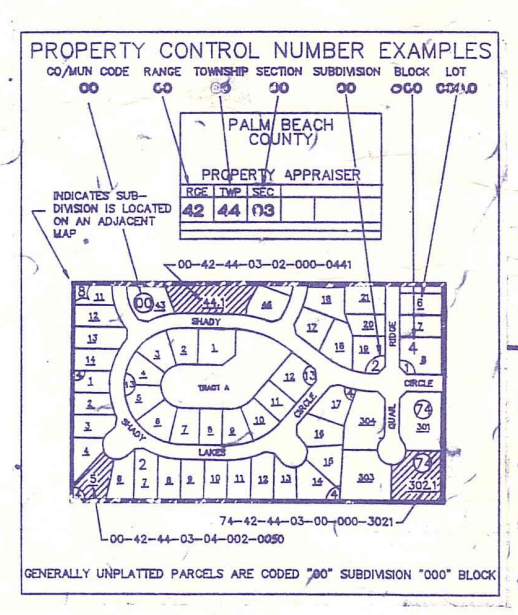 PROPERTY CONTROL NUMBER EXAMPLES
CO/MUN CODE RANGE TOWNSHIP SECTION SUBDIVISION BLOCK LOT
00 00 00 00 000
PALM BEACH
COUNTY
PROPERTY APPRAISER
RGE TWP SEC
42 44 03
INDICATES SUB-
DIVISION IS LOCATED
ON AN ADJACENT
MAP
00-42-44-03-02-000-0441
8 11 00 43 44.1 46 18 21 6
12 SHADY 17 20 RIDGE 7
13 3 2 1 18 19 4
14 4 12 13 2 1 8
1 13 TRACT A CIRCLE
5 11 CIRCLE 17 74
2 6 7 8 9 10 304 QUAIL 301
3 SHADY 16
4 LAKES 15 74
5 6 2 7 8 9 10 11 12 13 14 4 303 302.1
74-42-44-03-00-000-3021
00-42-44-03-04-002-0050
GENERALLY UNPLATTED PARCELS ARE CODED "00" SUBDIVISION "000" BLOCK